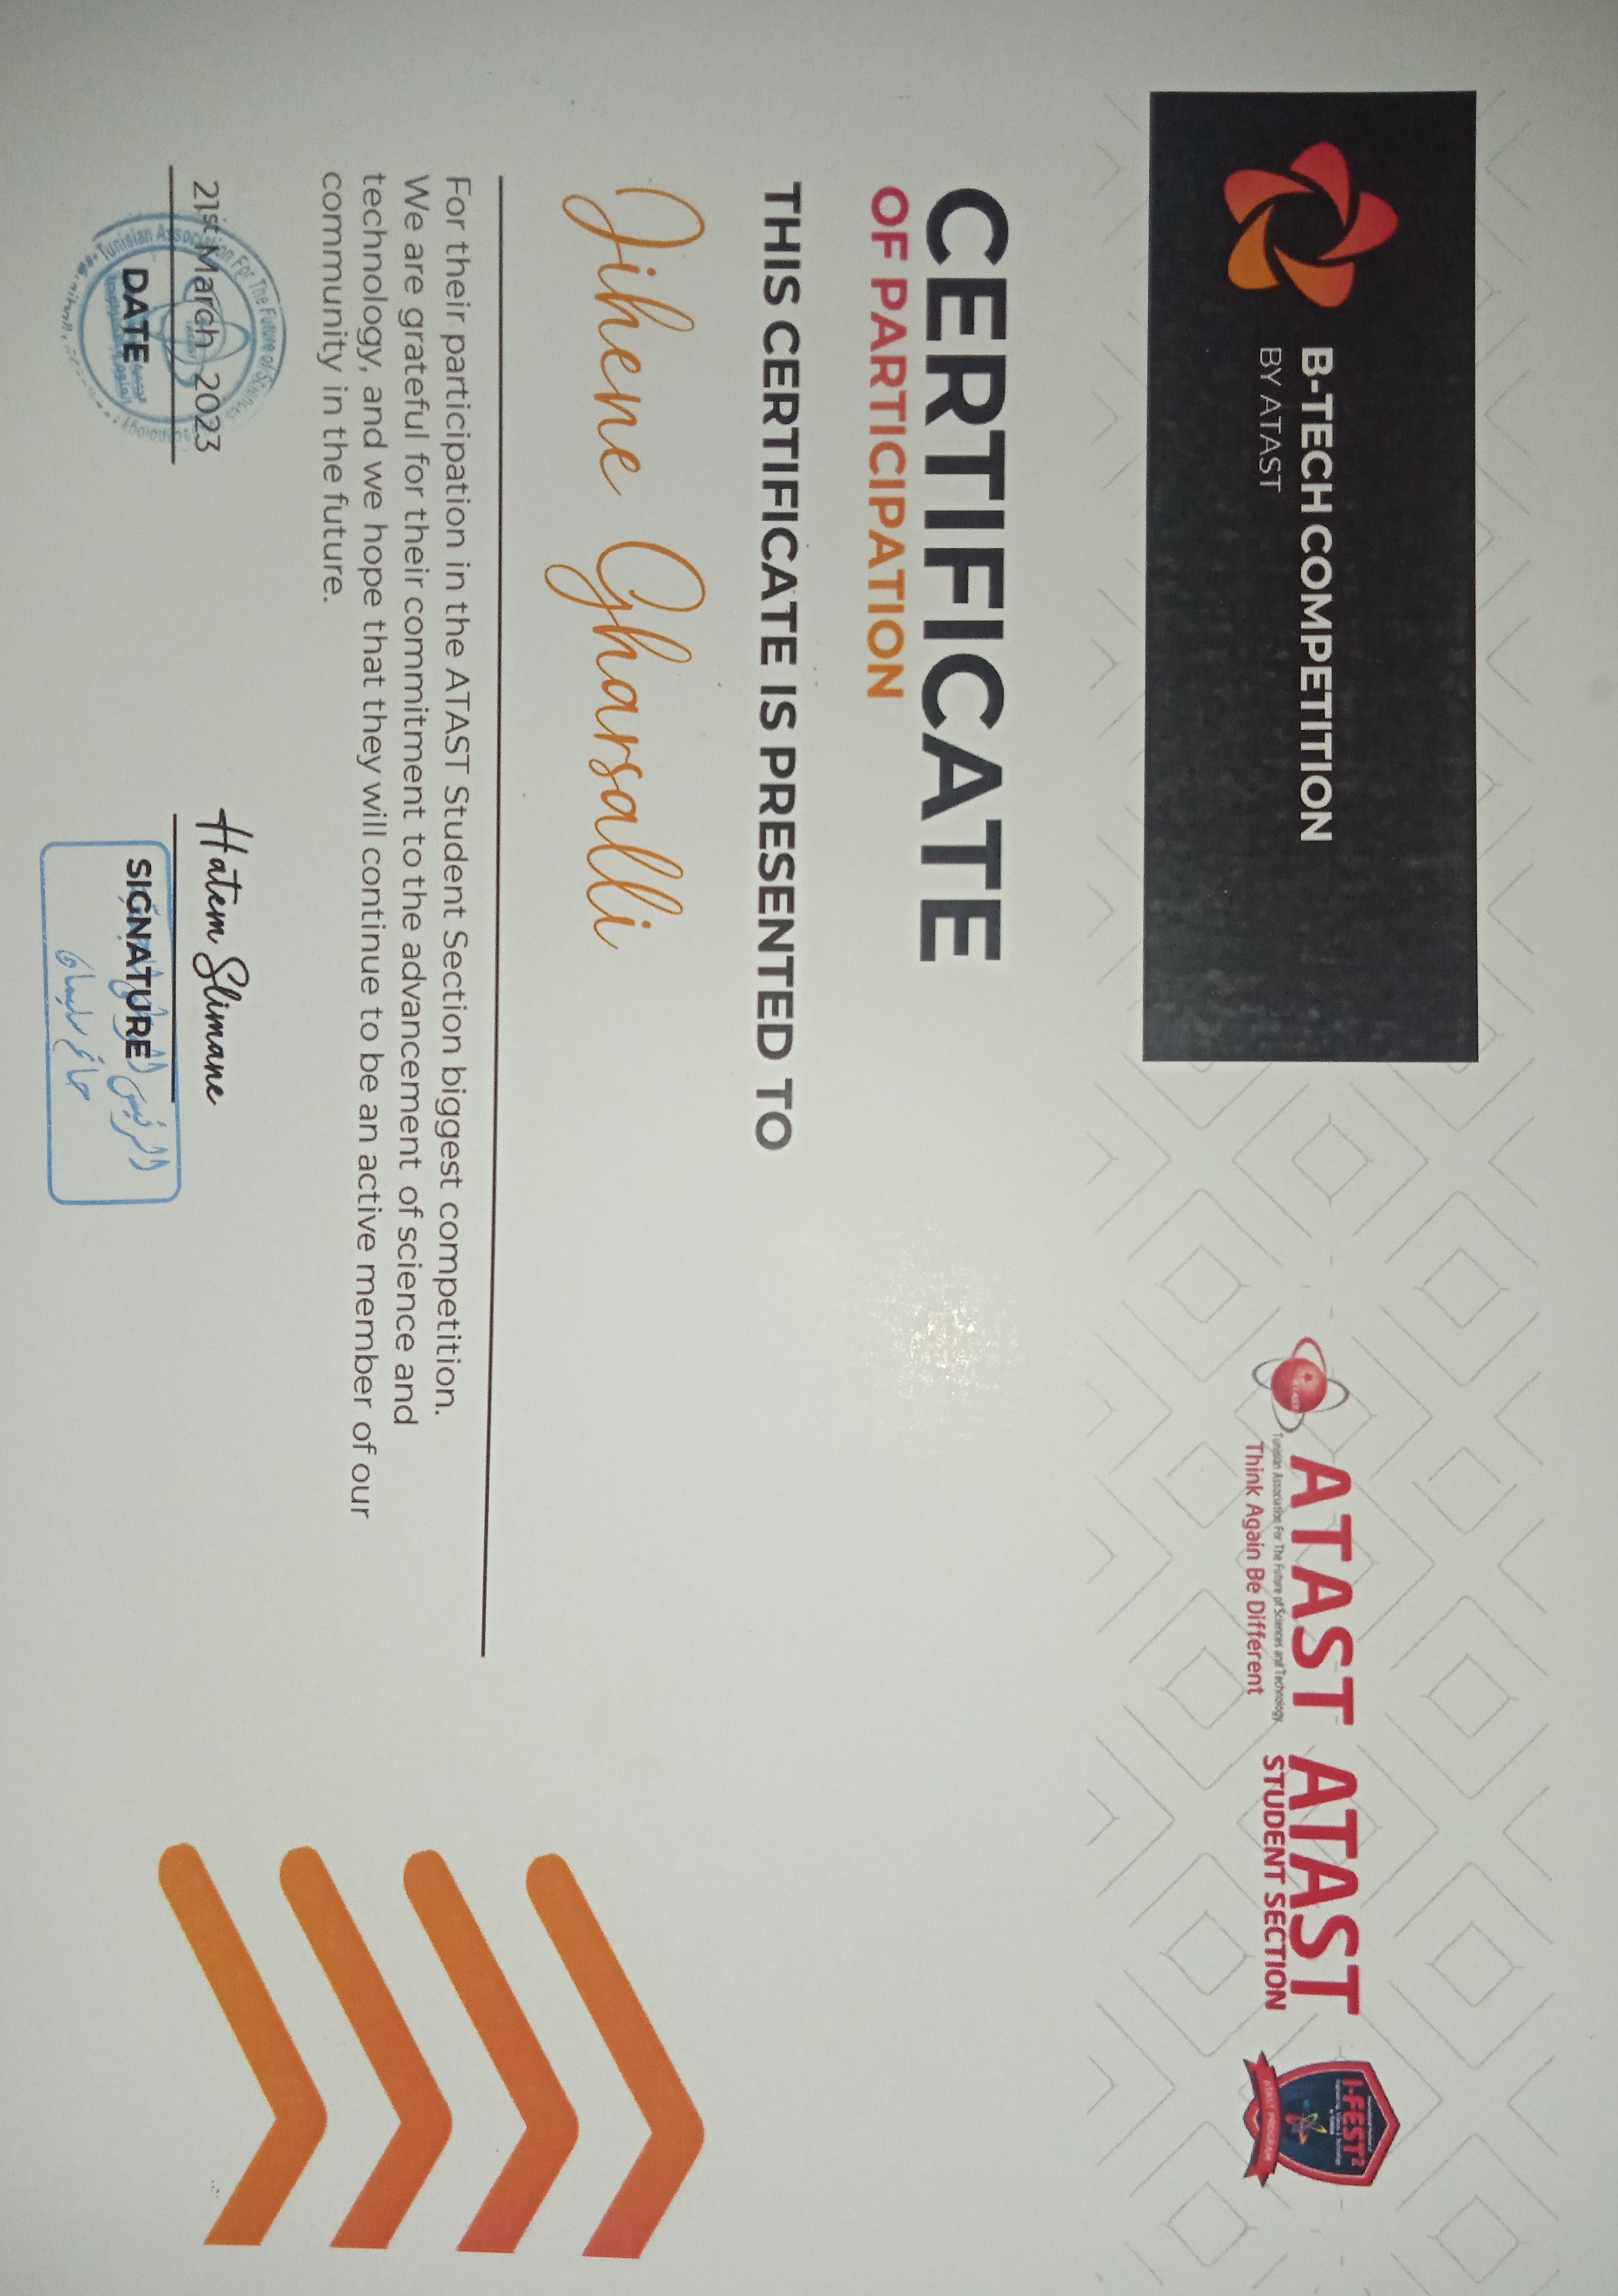 B-TECH COMPETITION
BY ATAST
ATAST
Tunisian Association For The Future of Sciences and Technology
Think Again Be Different
ATAST
STUDENT SECTION
I-FEST²
ATAST PROGRAM
CERTIFICATE
OF PARTICIPATION
THIS CERTIFICATE IS PRESENTED TO
Jihene Gharsalli
For their participation in the ATAST Student Section biggest competition.
We are grateful for their commitment to the advancement of science and
technology, and we hope that they will continue to be an active member of our
community in the future.
21st March 2023
DATE
Tunisian Association For The Future of Sciences
Hatem Slimane
SIGNATURE
الرئيس
حاتم سليمان